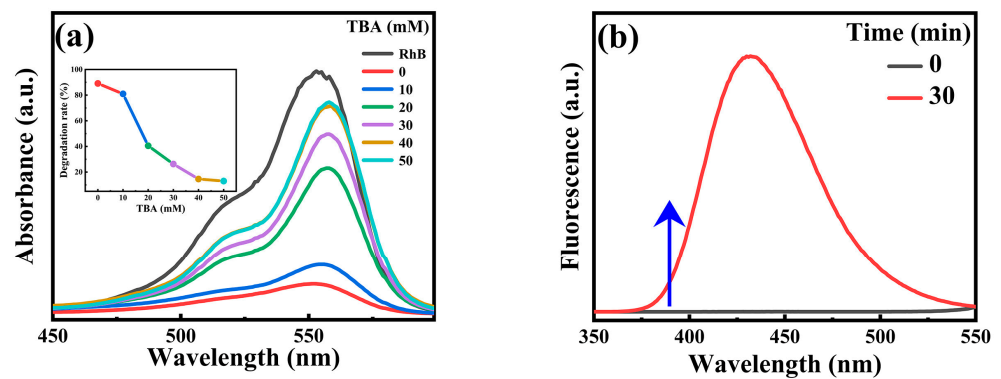 (a)
TBA (mM)
RhB
0
10
20
30
40
50
Absorbance (a.u.)
Wavelength (nm)
450
500
550
Degradation rate (%)
100
80
60
40
20
0
10
20
30
40
50
TBA (mM)
(b)
Time (min)
0
30
Fluorescence (a.u.)
350
400
450
500
550
Wavelength (nm)